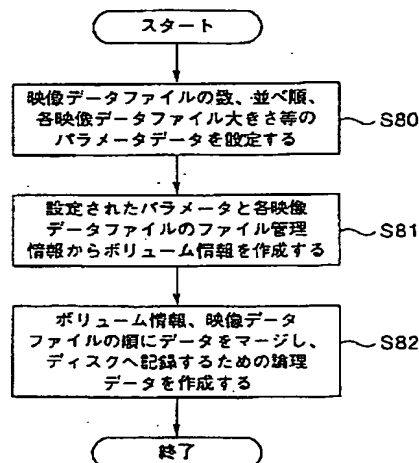 スタート
映像データファイルの数、並べ順、
各映像データファイル大きさ等の
パラメータデータを設定する
S80
設定されたパラメータと各映像
データファイルのファイル管理
情報からボリューム情報を作成する
S81
ボリューム情報、映像データ
ファイルの順にデータをマージし、
ディスクへ記録するための論理
データを作成する
S82
終了